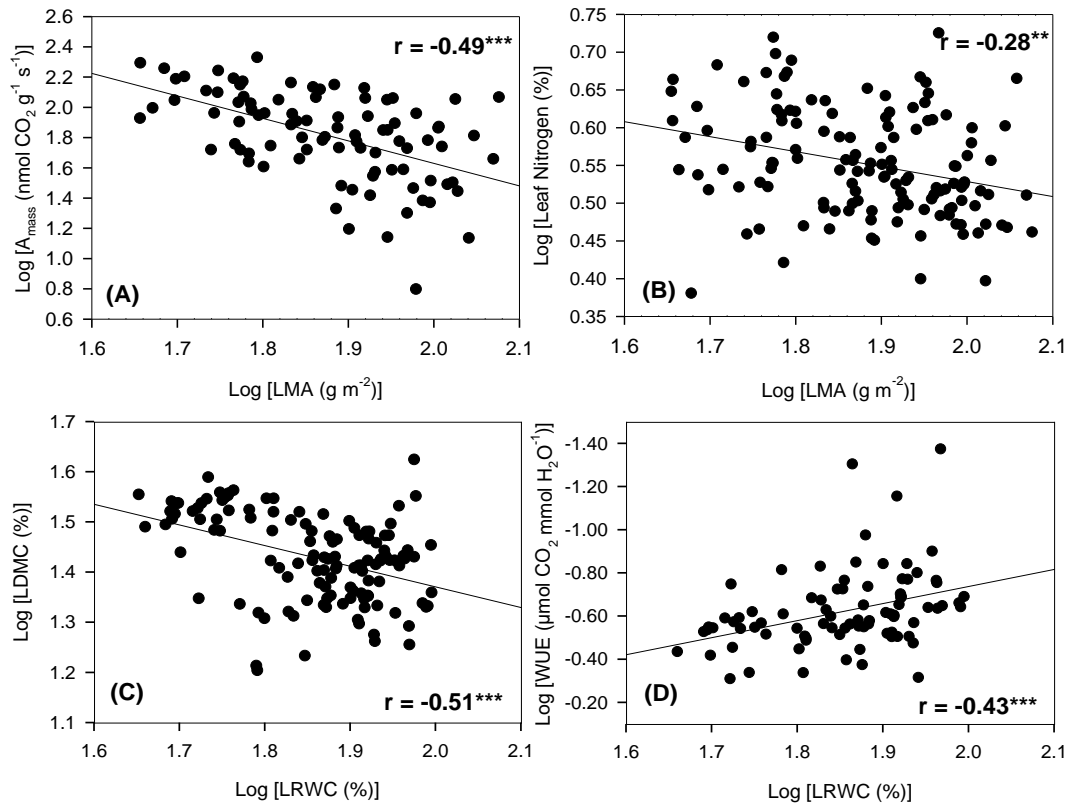 2.6
2.4
2.2
2.0
1.8
1.6
1.4
1.2
1.0
0.8
0.6
Log [A_mass (nmol CO₂ g⁻¹ s⁻¹)]
r = -0.49***
(A)
1.6 1.7 1.8 1.9 2.0 2.1
Log [LMA (g m⁻²)]
0.75
0.70
0.65
0.60
0.55
0.50
0.45
0.40
0.35
Log [Leaf Nitrogen (%)]
r = -0.28**
(B)
1.6 1.7 1.8 1.9 2.0 2.1
Log [LMA (g m⁻²)]
1.7
1.6
1.5
1.4
1.3
1.2
1.1
Log [LDMC (%)]
(C)
r = -0.51***
1.6 1.7 1.8 1.9 2.0 2.1
Log [LRWC (%)]
-1.40
-1.20
-1.00
-0.80
-0.60
-0.40
-0.20
Log [WUE (µmol CO₂ mmol H₂O⁻¹)]
(D)
r = -0.43***
1.6 1.7 1.8 1.9 2.0 2.1
Log [LRWC (%)]